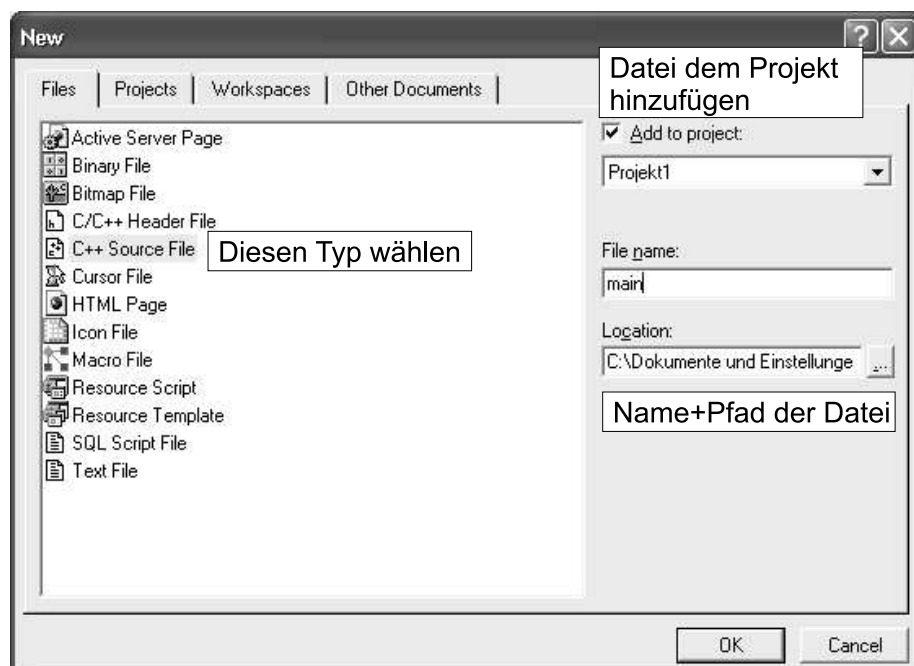 New
Files Projects Workspaces Other Documents
Datei dem Projekt
hinzufügen
Active Server Page
Binary File
Bitmap File
C/C++ Header File
C++ Source File
Diesen Typ wählen
Cursor File
HTML Page
Icon File
Macro File
Resource Script
Resource Template
SQL Script File
Text File
Add to project:
Projekt1
File name:
main
Location:
C:\Dokumente und Einstellunge ...
Name+Pfad der Datei
OK Cancel